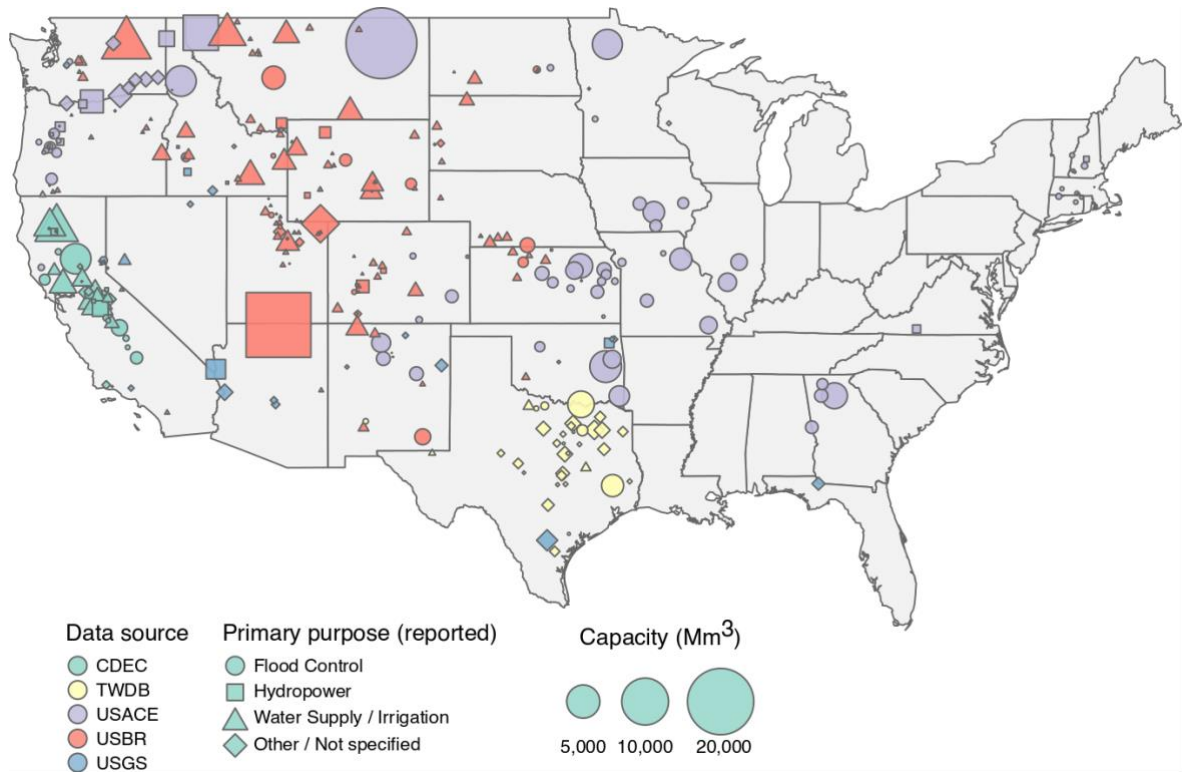 Data source
CDEC
TWDB
USACE
USBR
USGS
Primary purpose (reported)
Flood Control
Hydropower
Water Supply / Irrigation
Other / Not specified
Capacity (Mm³)
5,000 10,000 20,000